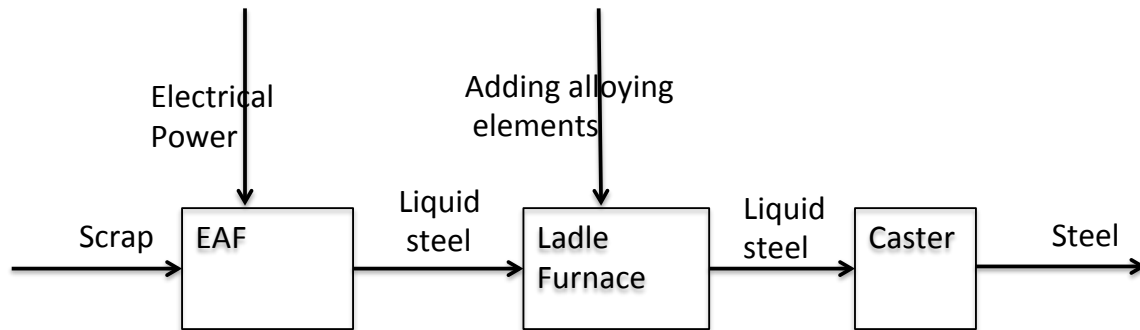 Electrical
Power
Adding alloying
elements
Scrap
EAF
Liquid
steel
Ladle
Furnace
Liquid
steel
Caster
Steel